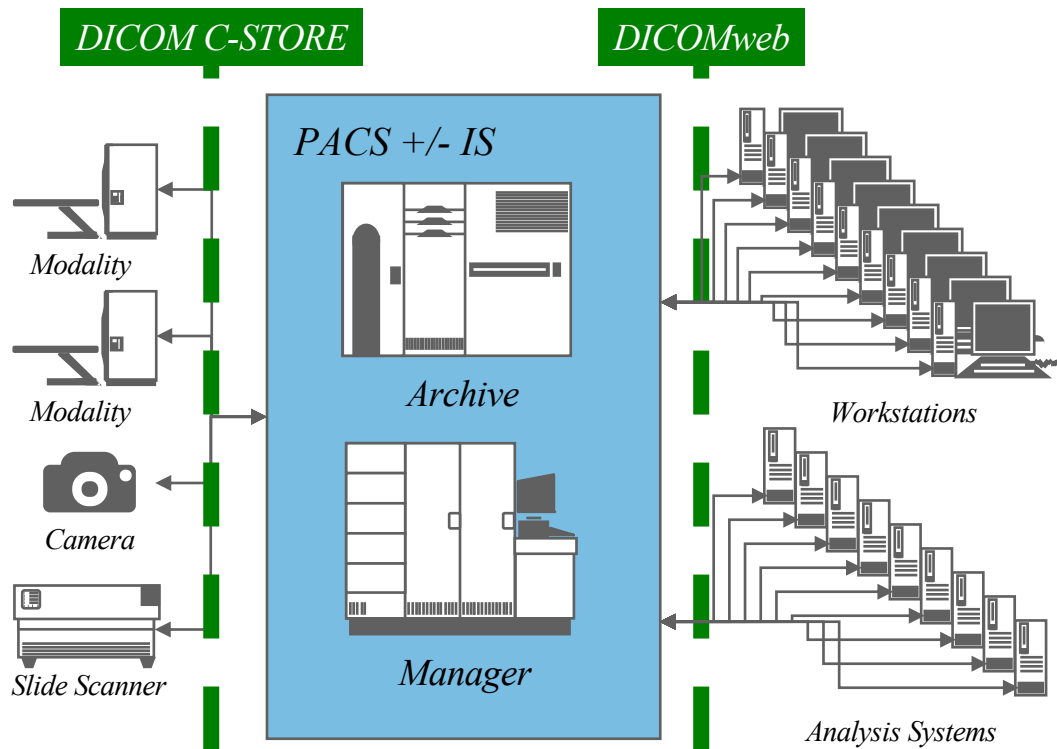 DICOM C-STORE
DICOMweb
PACS +/- IS
Modality
Modality
Camera
Slide Scanner
Archive
Manager
Workstations
Analysis Systems